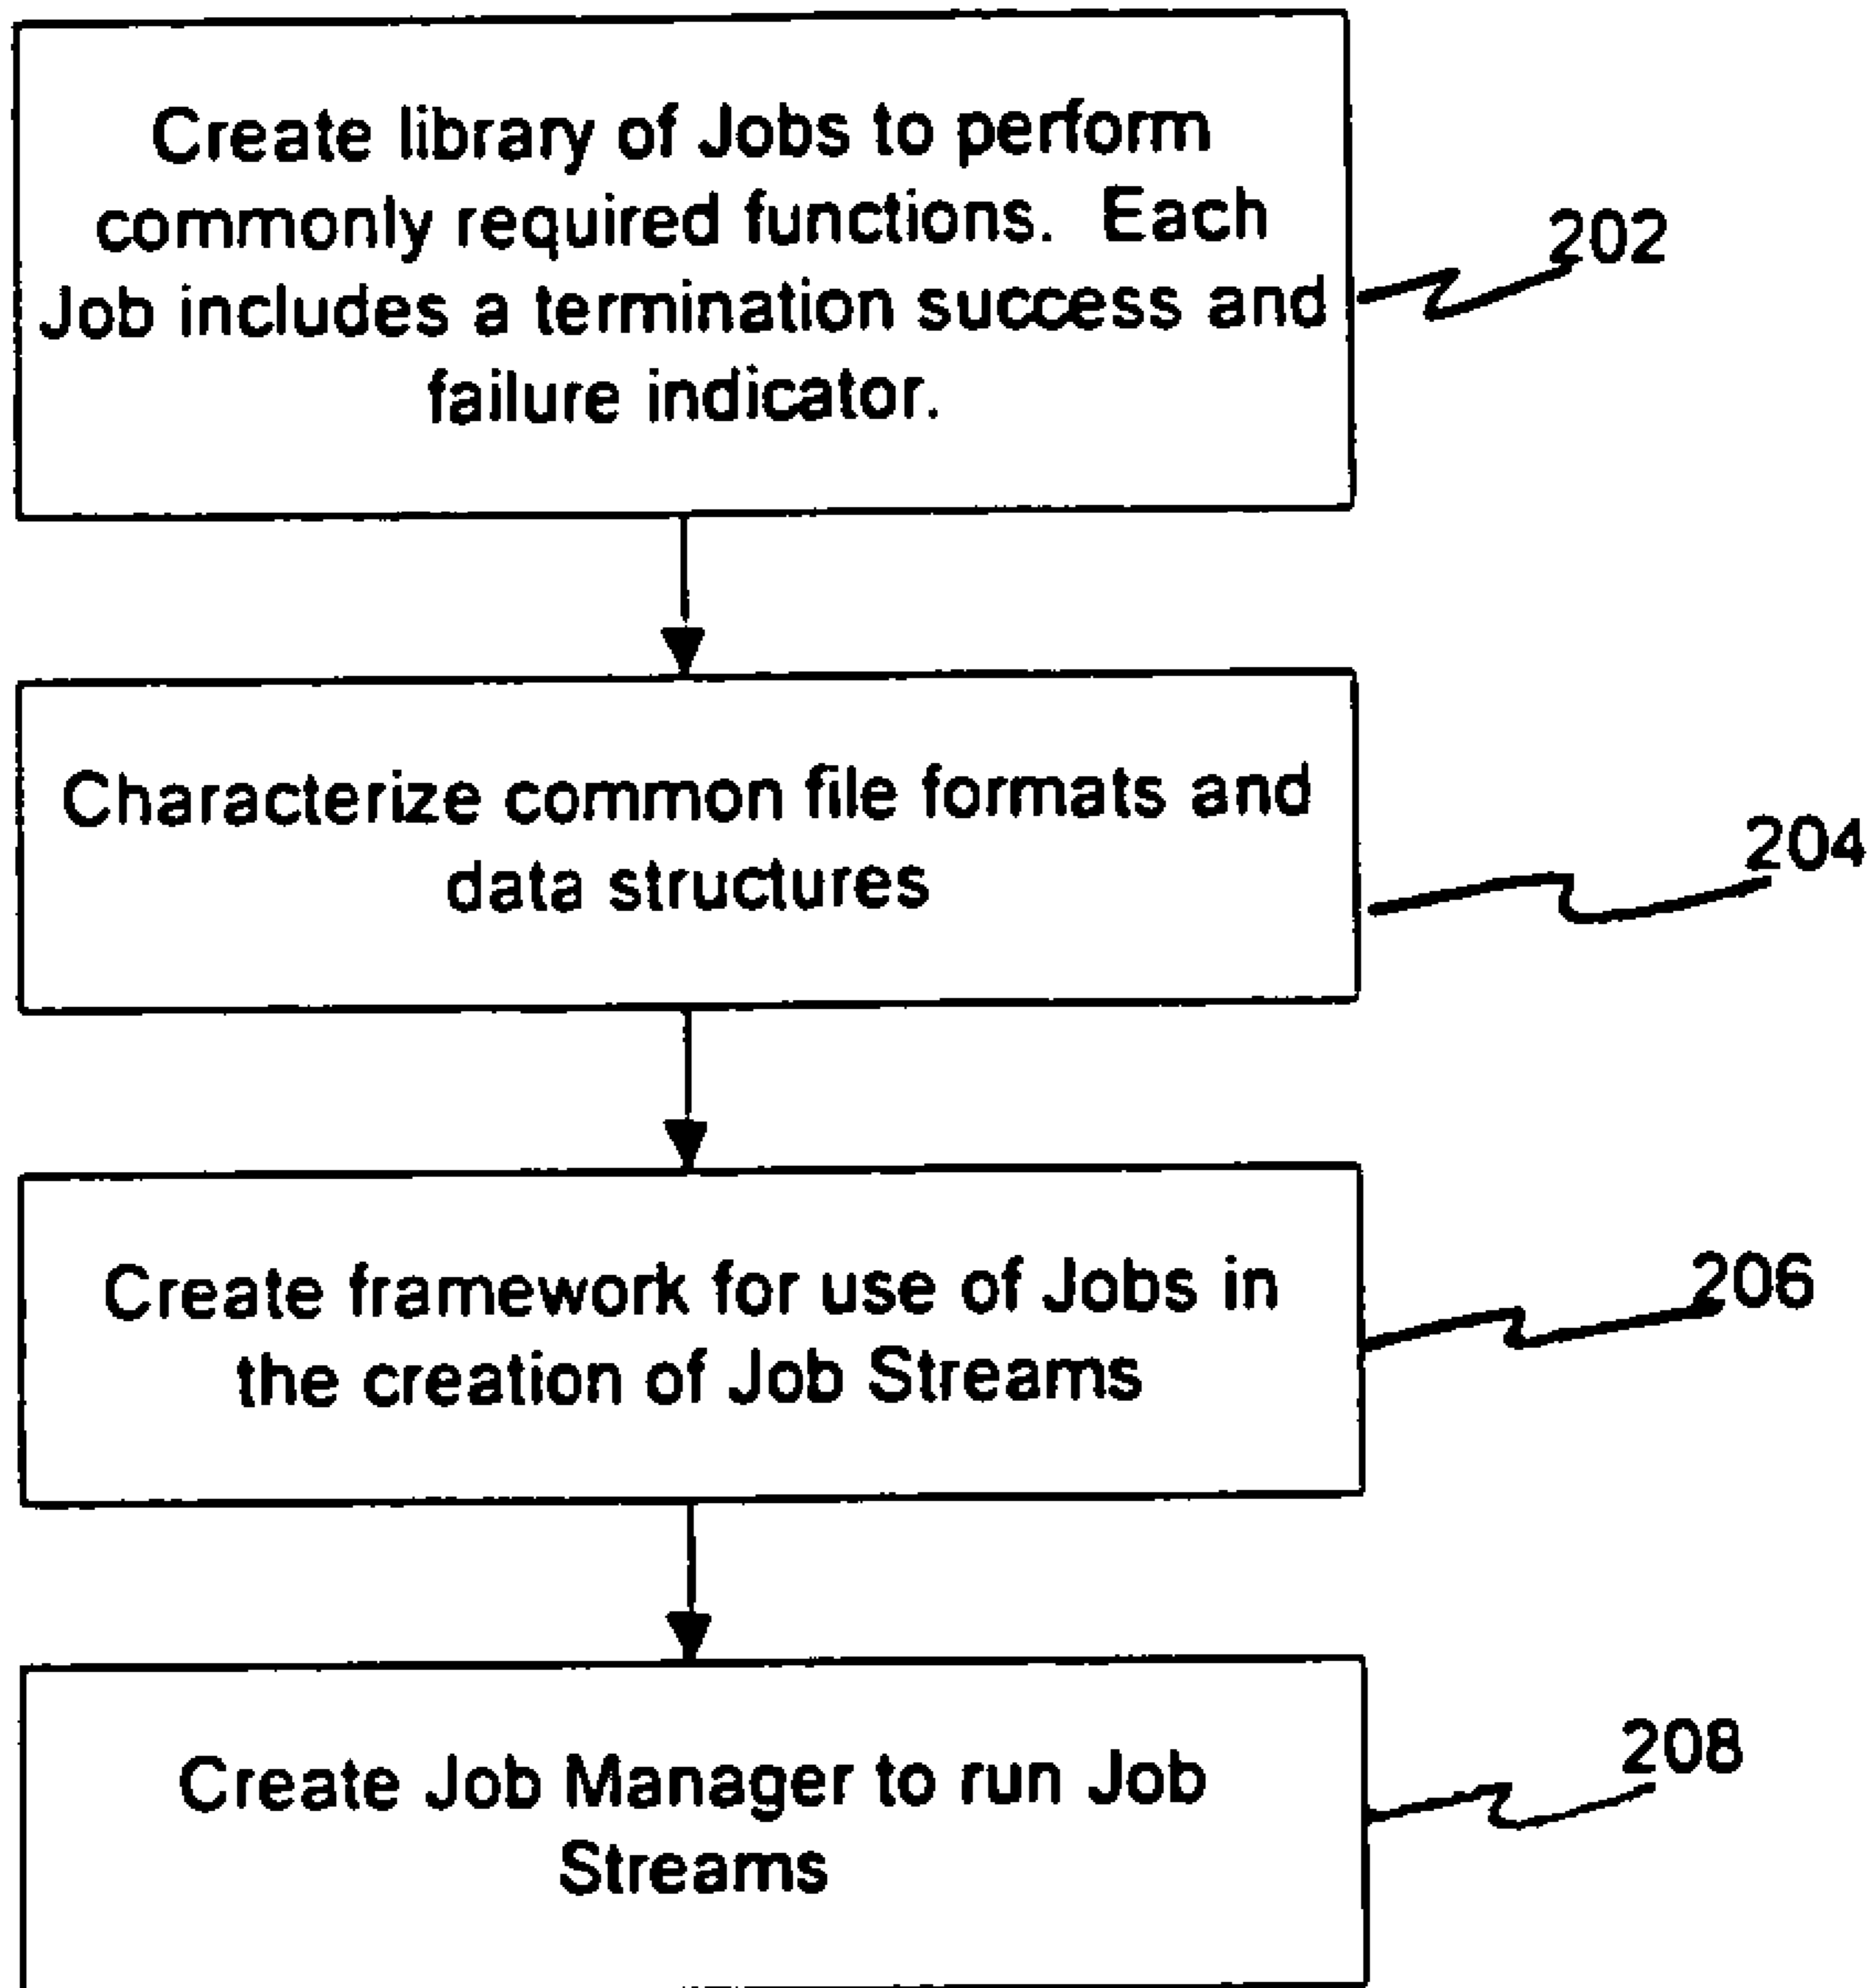 Create library of Jobs to perform
commonly required functions. Each
Job includes a termination success and
failure indicator.
202
Characterize common file formats and
data structures
204
Create framework for use of Jobs in
the creation of Job Streams
206
Create Job Manager to run Job
Streams
208